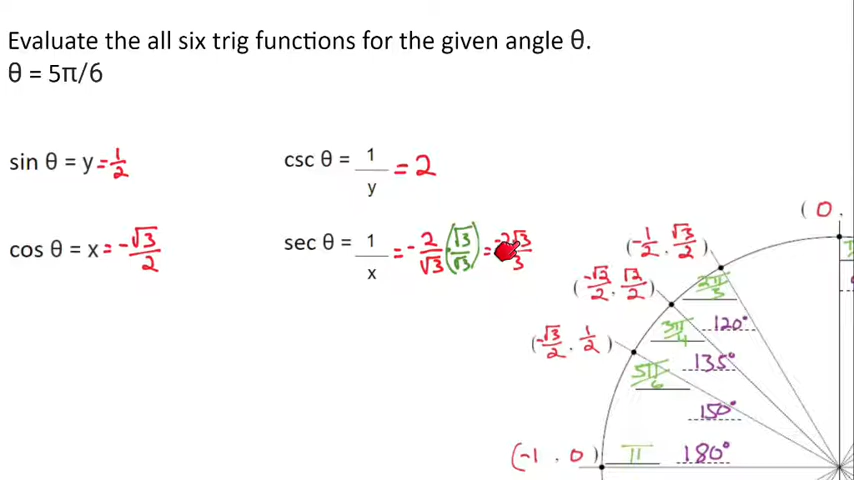 Evaluate the all six trig functions for the given angle θ.
θ = 5π/6
sin θ = y = 1/2
csc θ = 1/y = 2
cos θ = x = -√3/2
sec θ = 1/x = -2/√3 (√3/√3) = -2√3/3
(0,
(-1/2, √3/2)
(-√2/2, √2/2)
2π/3
120°
(-√3/2, 1/2)
3π/4
135°
5π/6
150°
(-1, 0)
π
180°